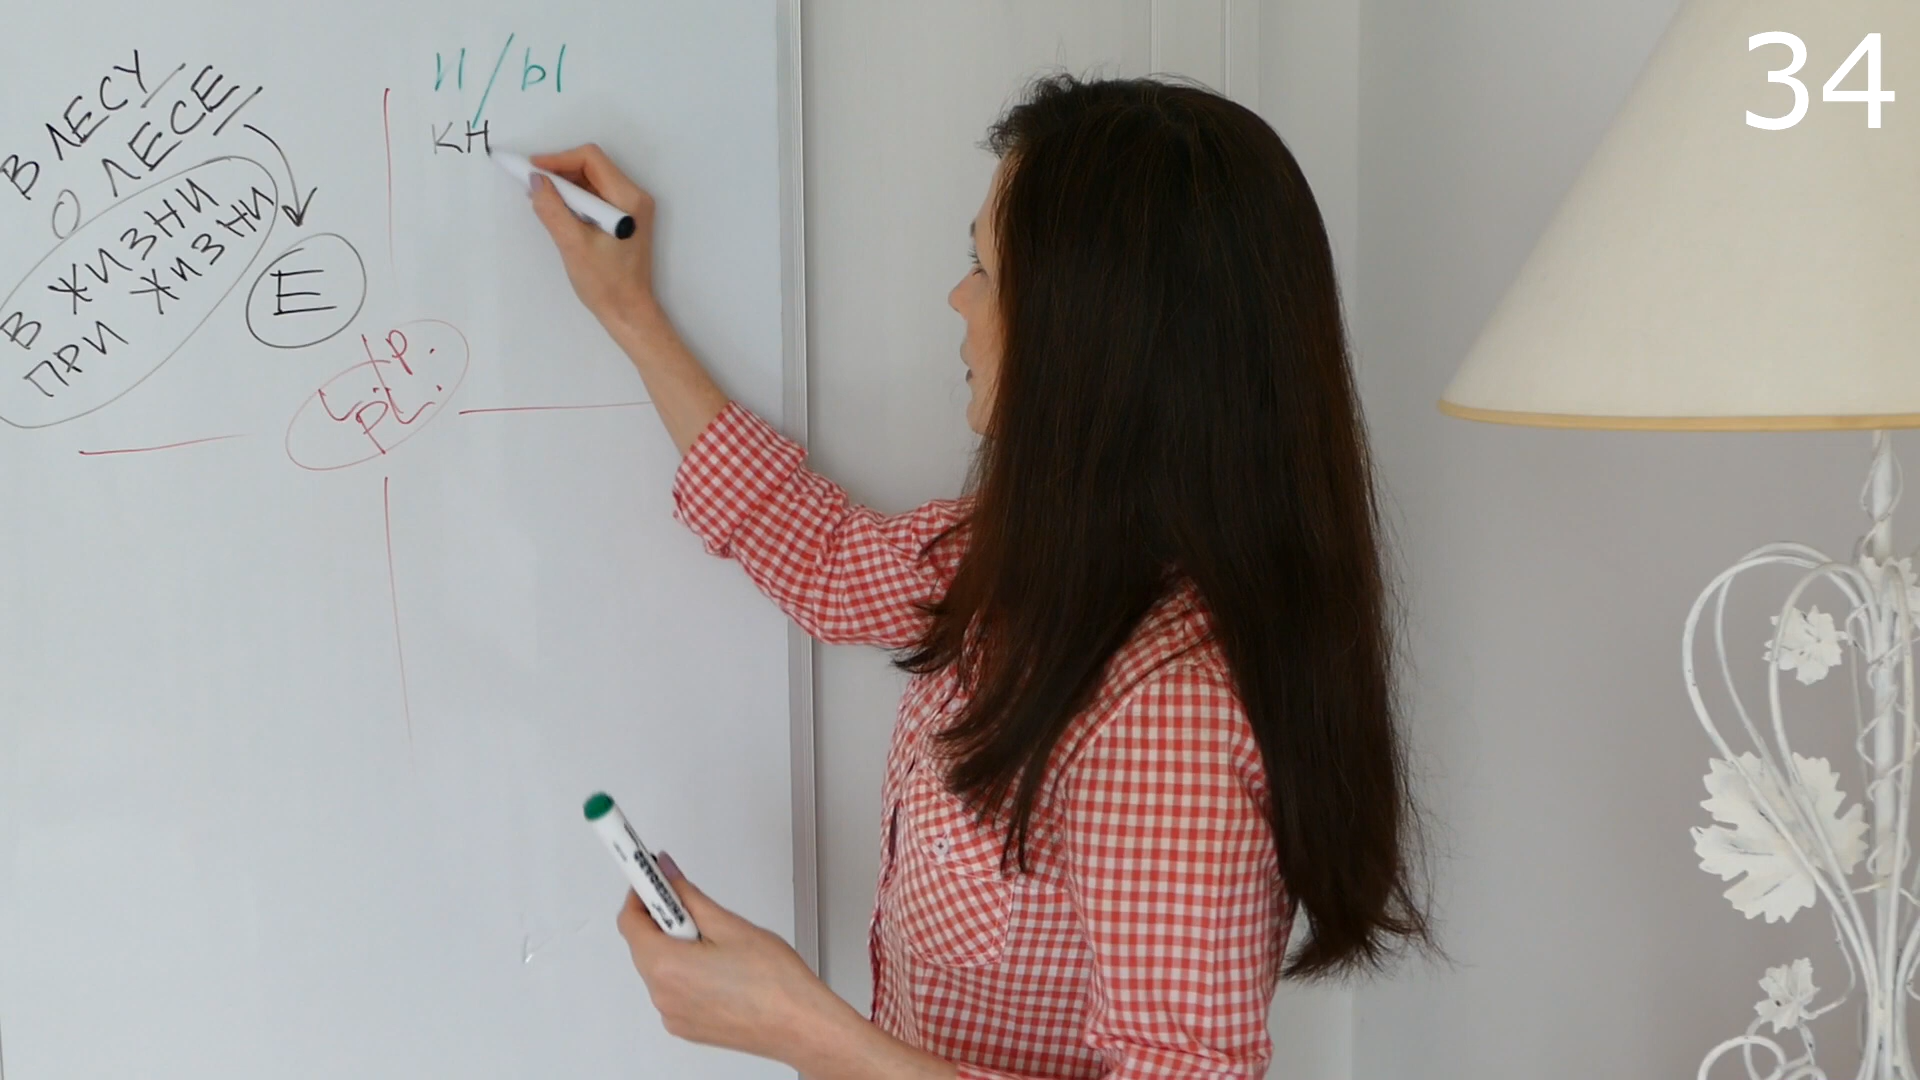 34
В ЛЕСУ
О ЛЕСЕ
В ЖИЗНИ
ПРИ ЖИЗНИ
Е
И/Ы
КН